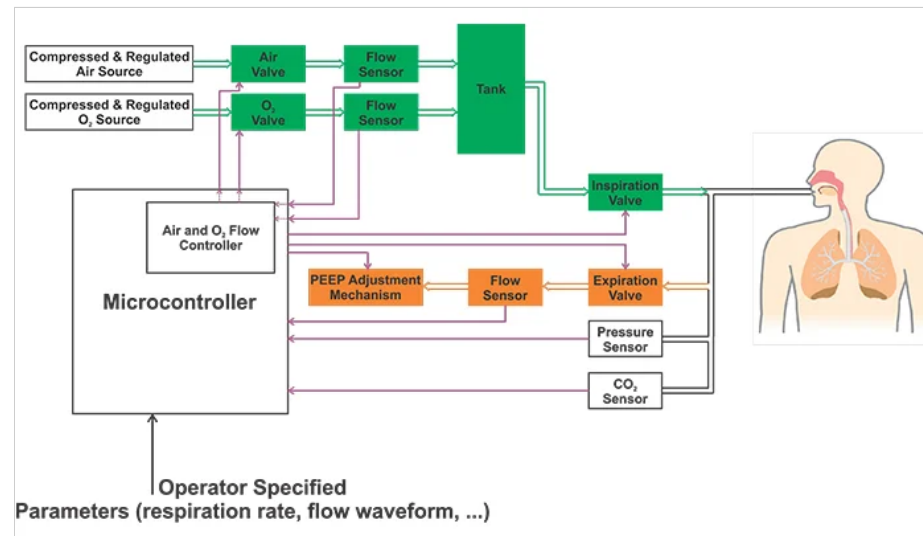 Compressed & Regulated
Air Source
Air
Valve
Flow
Sensor
Tank
Compressed & Regulated
O₂ Source
O₂
Valve
Flow
Sensor
Inspiration
Valve
Air and O₂ Flow
Controller
Microcontroller
PEEP Adjustment
Mechanism
Flow
Sensor
Expiration
Valve
Pressure
Sensor
CO₂
Sensor
Operator Specified
Parameters (respiration rate, flow waveform, ...)